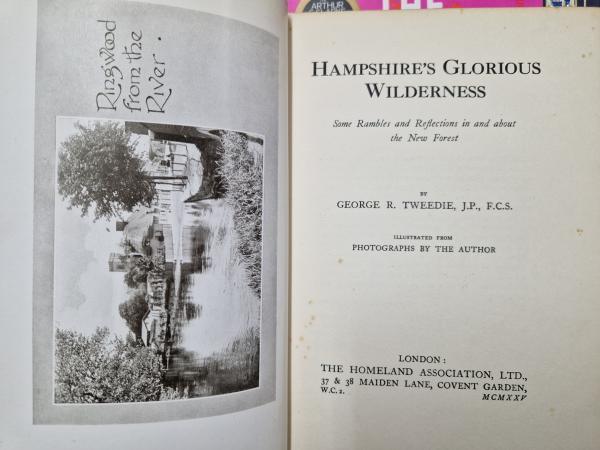 ARTHUR
THE
Ringwood
from the
River.
HAMPSHIRE'S GLORIOUS
WILDERNESS
Some Rambles and Reflections in and about
the New Forest
BY
GEORGE R. TWEEDIE, J.P., F.C.S.
ILLUSTRATED FROM
PHOTOGRAPHS BY THE AUTHOR
LONDON:
THE HOMELAND ASSOCIATION, LTD.,
37 & 38 MAIDEN LANE, COVENT GARDEN,
W.C. 2.
MCMXXV